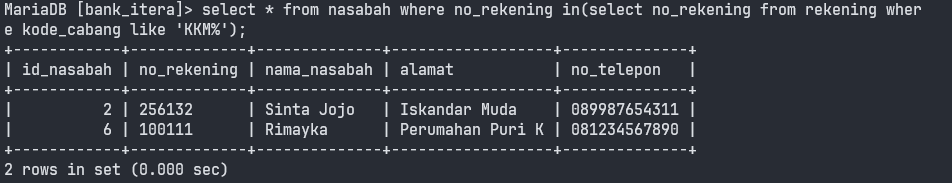 MariaDB [bank_itera]> select * from nasabah where no_rekening in(select no_rekening from rekening wher
e kode_cabang like 'KKM%');
+------------+-------------+--------------+------------------+--------------+
| id_nasabah | no_rekening | nama_nasabah | alamat           | no_telepon   |
+------------+-------------+--------------+------------------+--------------+
|          2 | 256132      | Sinta Jojo   | Iskandar Muda    | 089987654311 |
|          6 | 100111      | Rimayka      | Perumahan Puri K | 081234567890 |
+------------+-------------+--------------+------------------+--------------+
2 rows in set (0.000 sec)